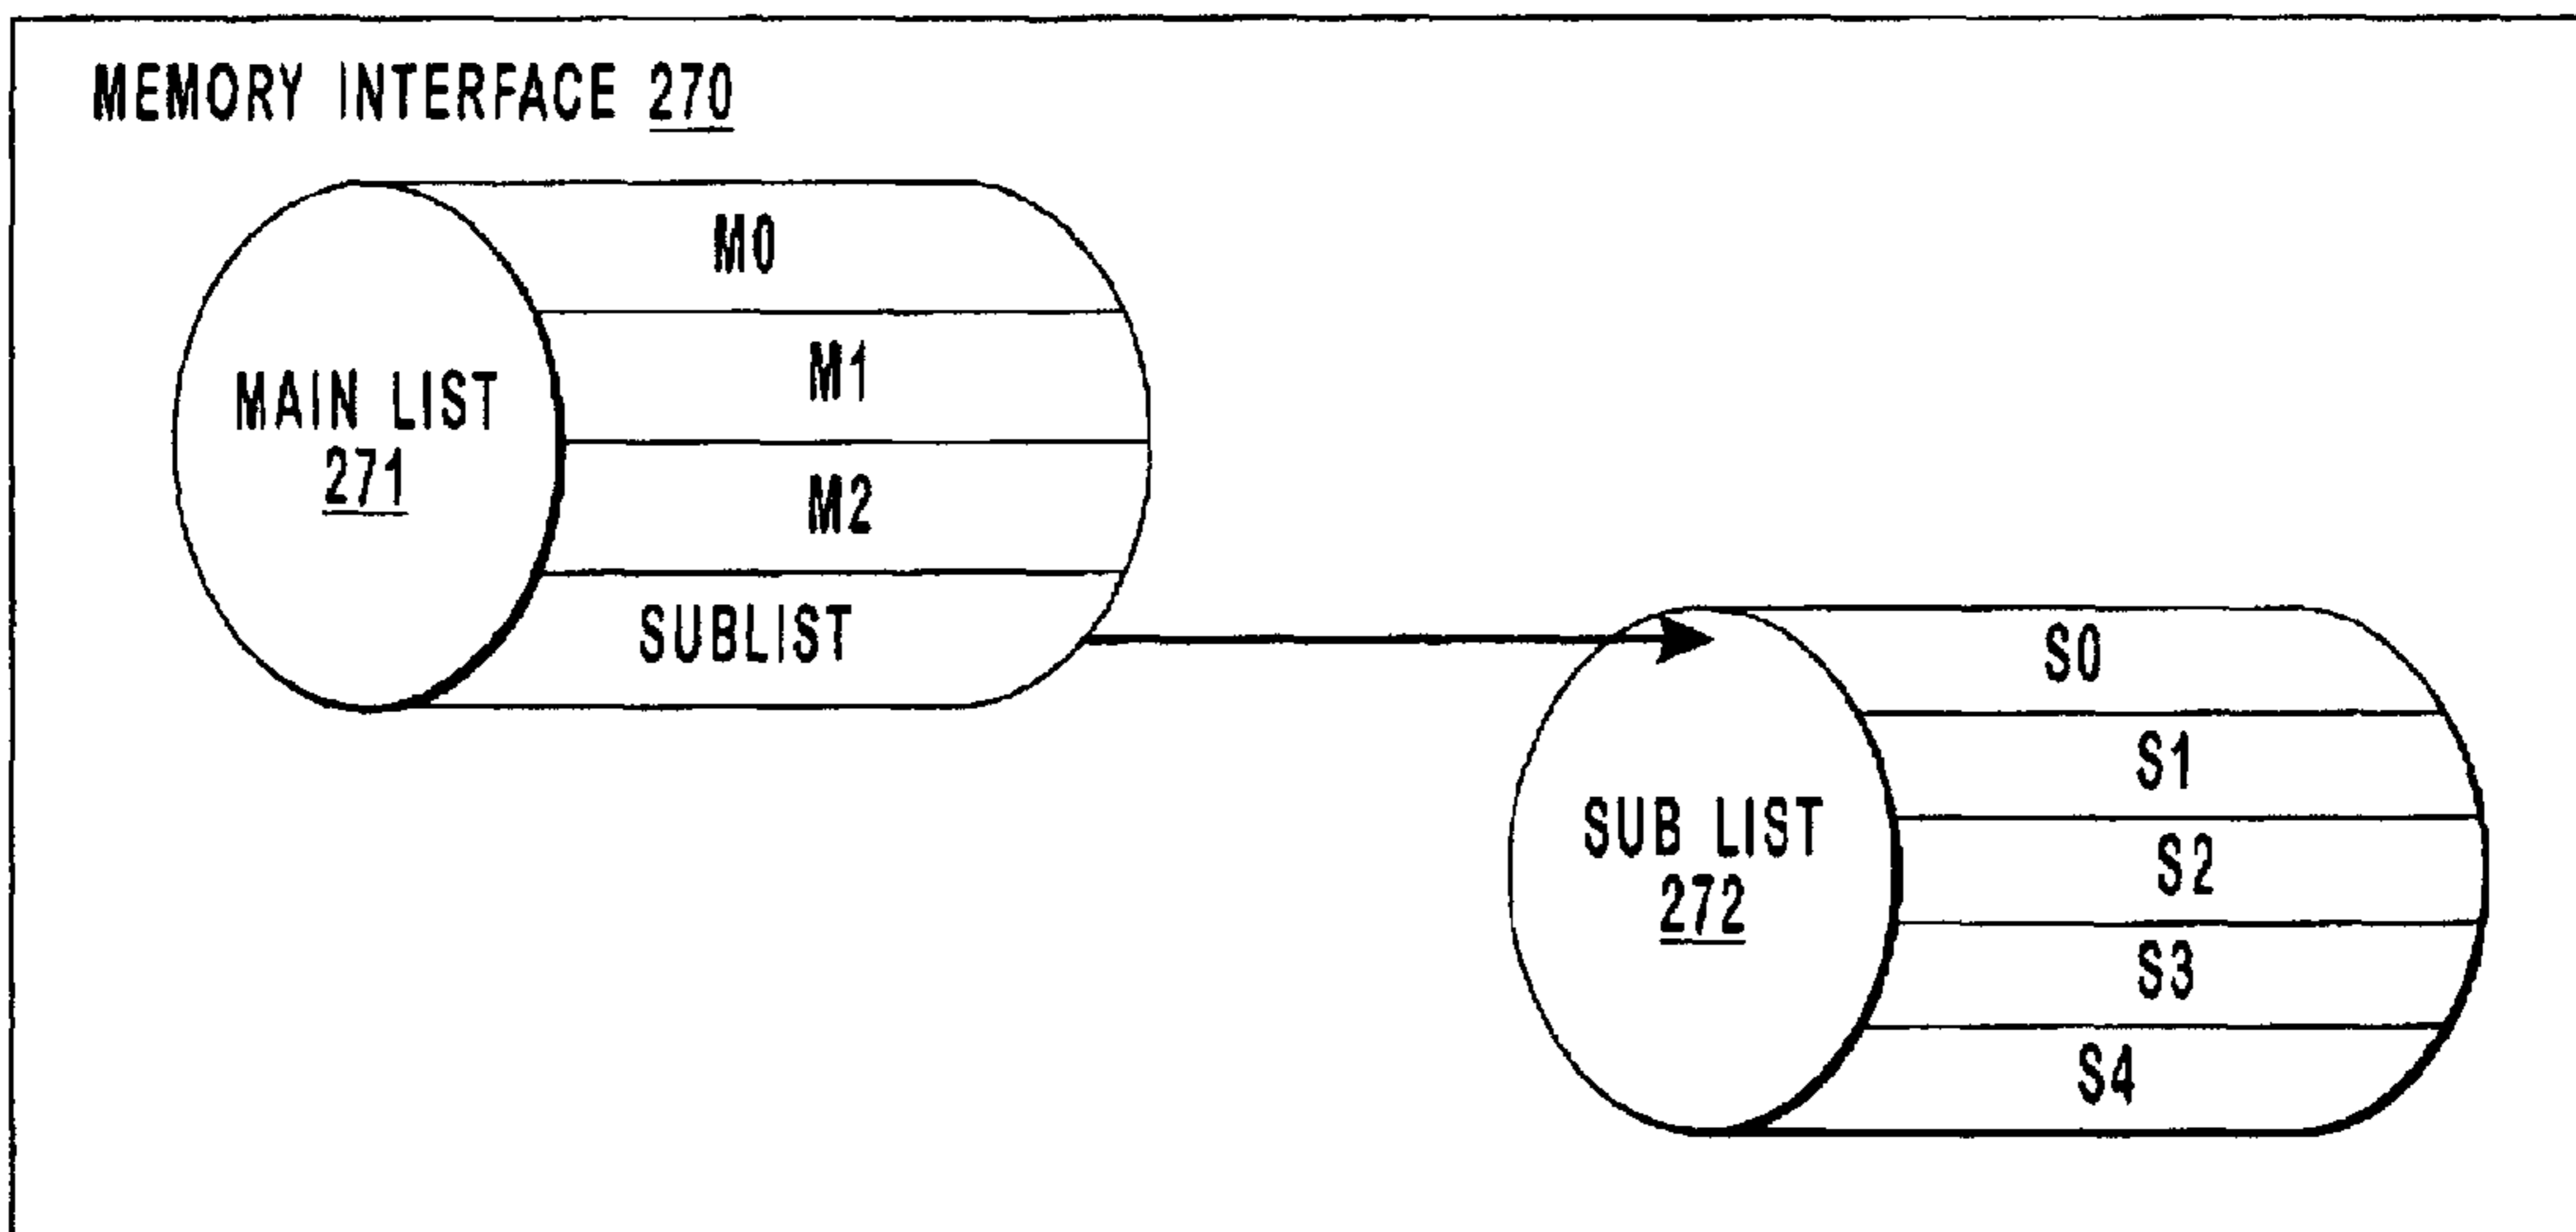 MEMORY INTERFACE 270
MAIN LIST
271
M0
M1
M2
SUBLIST
SUB LIST
272
S0
S1
S2
S3
S4